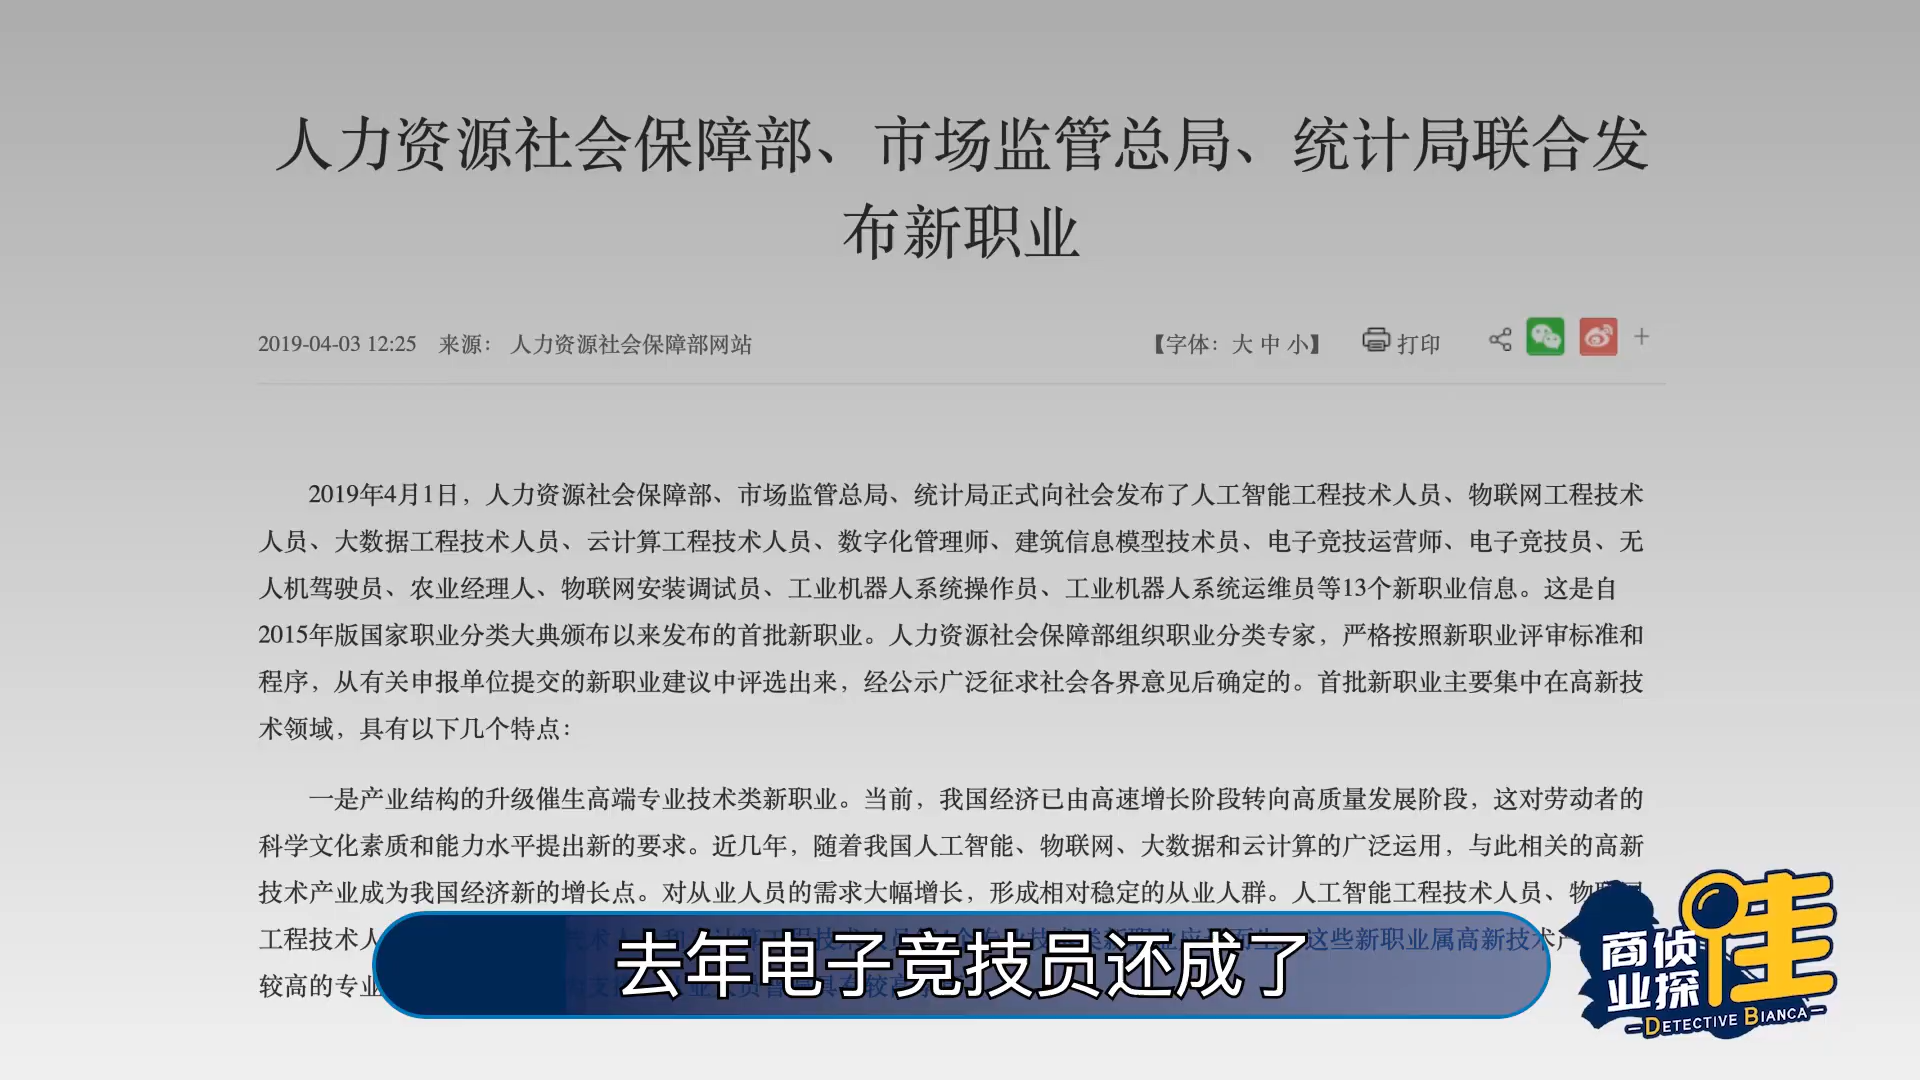 人力资源社会保障部、市场监管总局、统计局联合发
布新职业
2019-04-03 12:25 来源： 人力资源社会保障部网站 【字体：大 中 小】 打印
2019年4月1日，人力资源社会保障部、市场监管总局、统计局正式向社会发布了人工智能工程技术人员、物联网工程技术
人员、大数据工程技术人员、云计算工程技术人员、数字化管理师、建筑信息模型技术员、电子竞技运营师、电子竞技员、无
人机驾驶员、农业经理人、物联网安装调试员、工业机器人系统操作员、工业机器人系统运维员等13个新职业信息。这是自
2015年版国家职业分类大典颁布以来发布的首批新职业。人力资源社会保障部组织职业分类专家，严格按照新职业评审标准和
程序，从有关申报单位提交的新职业建议中评选出来，经公示广泛征求社会各界意见后确定的。首批新职业主要集中在高新技
术领域，具有以下几个特点：
一是产业结构的升级催生高端专业技术类新职业。当前，我国经济已由高速增长阶段转向高质量发展阶段，这对劳动者的
科学文化素质和能力水平提出新的要求。近几年，随着我国人工智能、物联网、大数据和云计算的广泛运用，与此相关的高新
技术产业成为我国经济新的增长点。对从业人员的需求大幅增长，形成相对稳定的从业人群。人工智能工程技术人员、物
工程技术人 这些新职业属高新技术
较高的专业
去年电子竞技员还成了
商业侦探佳
DETECTIVE BIANCA